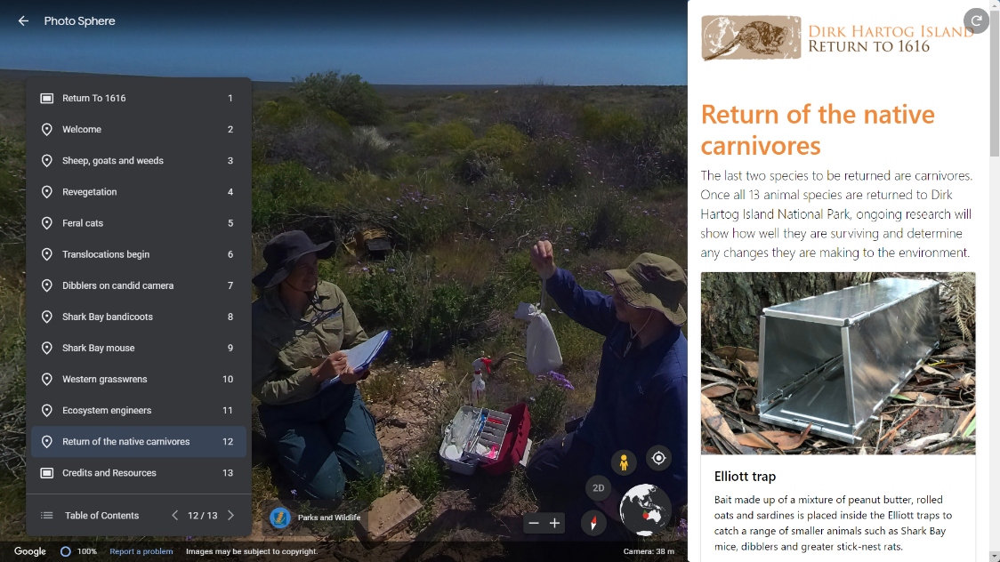 Photo Sphere
Return To 1616 1
Welcome 2
Sheep, goats and weeds 3
Revegetation 4
Feral cats 5
Translocations begin 6
Dibblers on candid camera 7
Shark Bay bandicoots 8
Shark Bay mouse 9
Western grasswrens 10
Ecosystem engineers 11
Return of the native carnivores 12
Credits and Resources 13
Table of Contents 12 / 13
Parks and Wildlife
2D
Google 100% Report a problem Images may be subject to copyright. Camera: 38 m
DIRK HARTOG ISLAND
RETURN TO 1616
Return of the native
carnivores
The last two species to be returned are carnivores.
Once all 13 animal species are returned to Dirk
Hartog Island National Park, ongoing research will
show how well they are surviving and determine
any changes they are making to the environment.
Elliott trap
Bait made up of a mixture of peanut butter, rolled
oats and sardines is placed inside the Elliott traps to
catch a range of smaller animals such as Shark Bay
mice, dibblers and greater stick-nest rats.